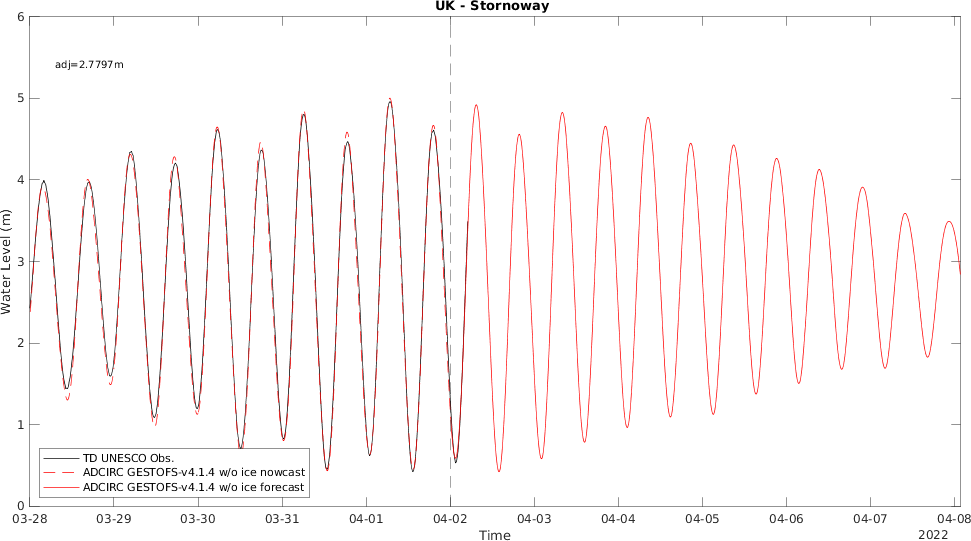 UK - Stornoway
adj=2.7797m
6
5
4
3
2
1
0
Water Level (m)
TD UNESCO Obs.
ADCIRC GESTOFS-v4.1.4 w/o ice nowcast
ADCIRC GESTOFS-v4.1.4 w/o ice forecast
03-28 03-29 03-30 03-31 04-01 04-02 04-03 04-04 04-05 04-06 04-07 04-08
Time
2022